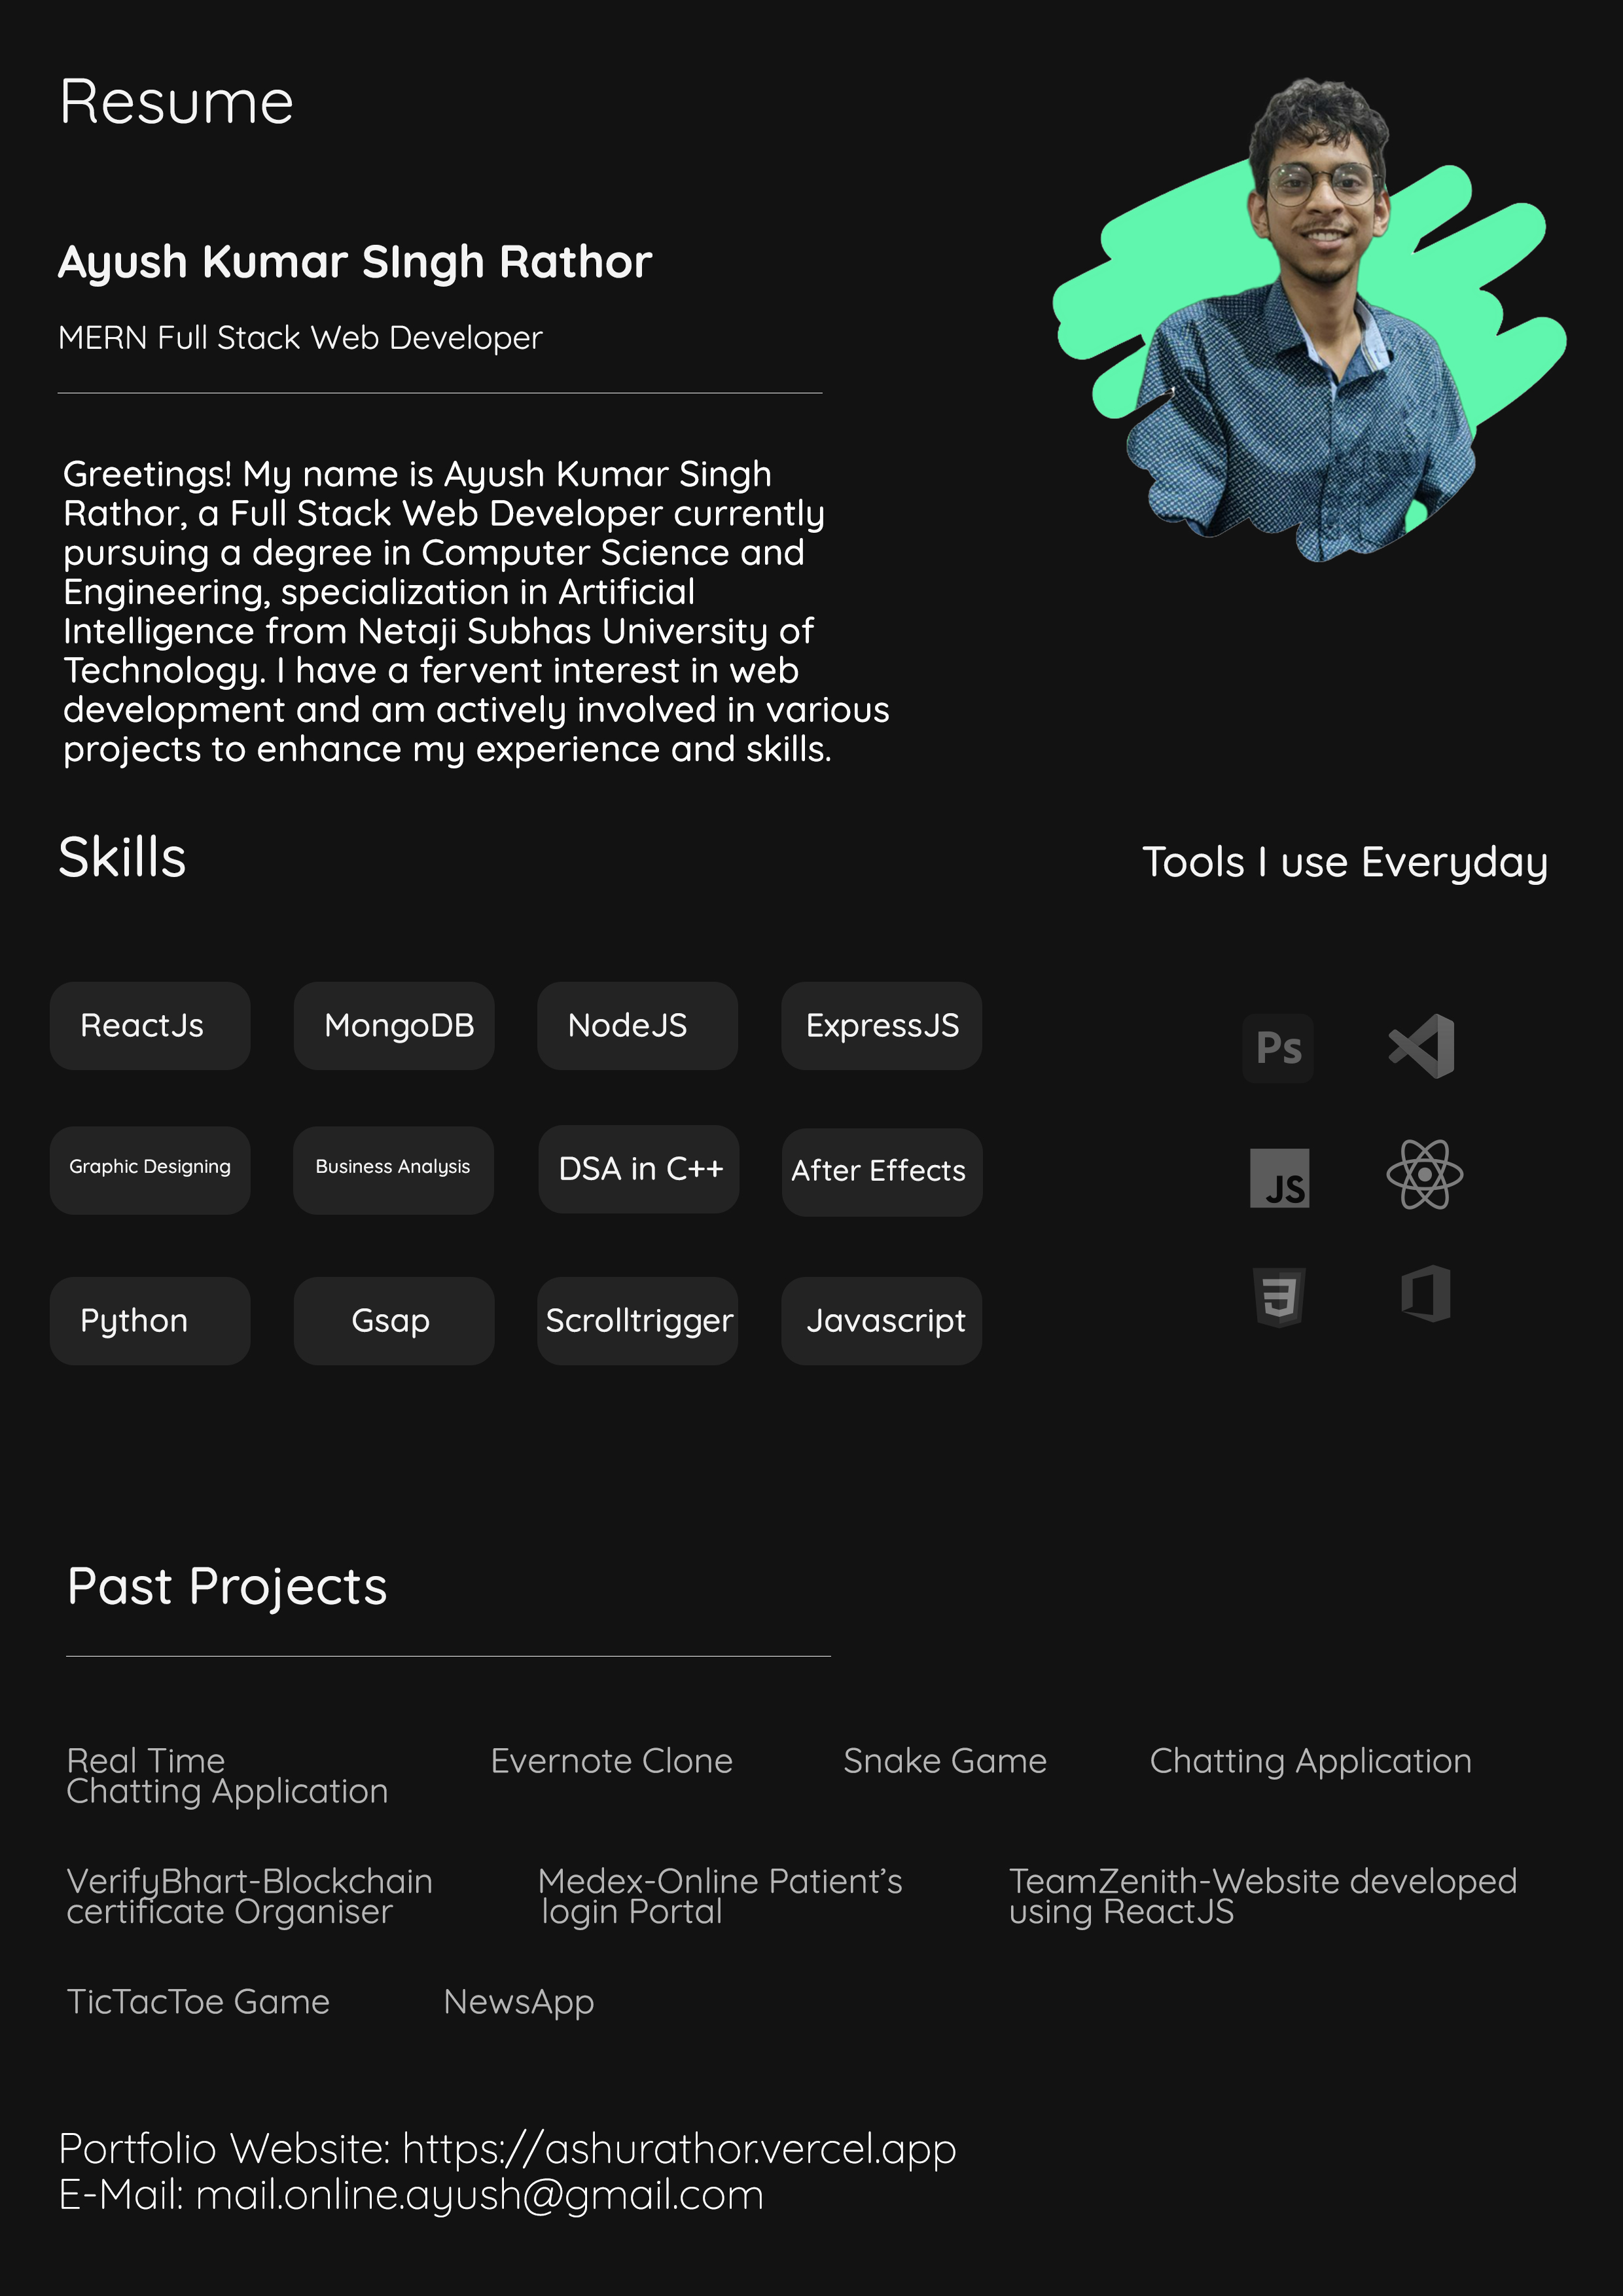 Resume
Ayush Kumar SIngh Rathor
MERN Full Stack Web Developer
Greetings! My name is Ayush Kumar Singh
Rathor, a Full Stack Web Developer currently
pursuing a degree in Computer Science and
Engineering, specialization in Artificial
Intelligence from Netaji Subhas University of
Technology. I have a fervent interest in web
development and am actively involved in various
projects to enhance my experience and skills.
Skills
Tools I use Everyday
ReactJs
MongoDB
NodeJS
ExpressJS
Graphic Designing
Business Analysis
DSA in C++
After Effects
Python
Gsap
Scrolltrigger
Javascript
Ps
JS
Past Projects
Real Time
Chatting Application
Evernote Clone
Snake Game
Chatting Application
VerifyBhart-Blockchain
certificate Organiser
Medex-Online Patient’s
login Portal
TeamZenith-Website developed
using ReactJS
TicTacToe Game
NewsApp
Portfolio Website: https://ashurathor.vercel.app
E-Mail: mail.online.ayush@gmail.com